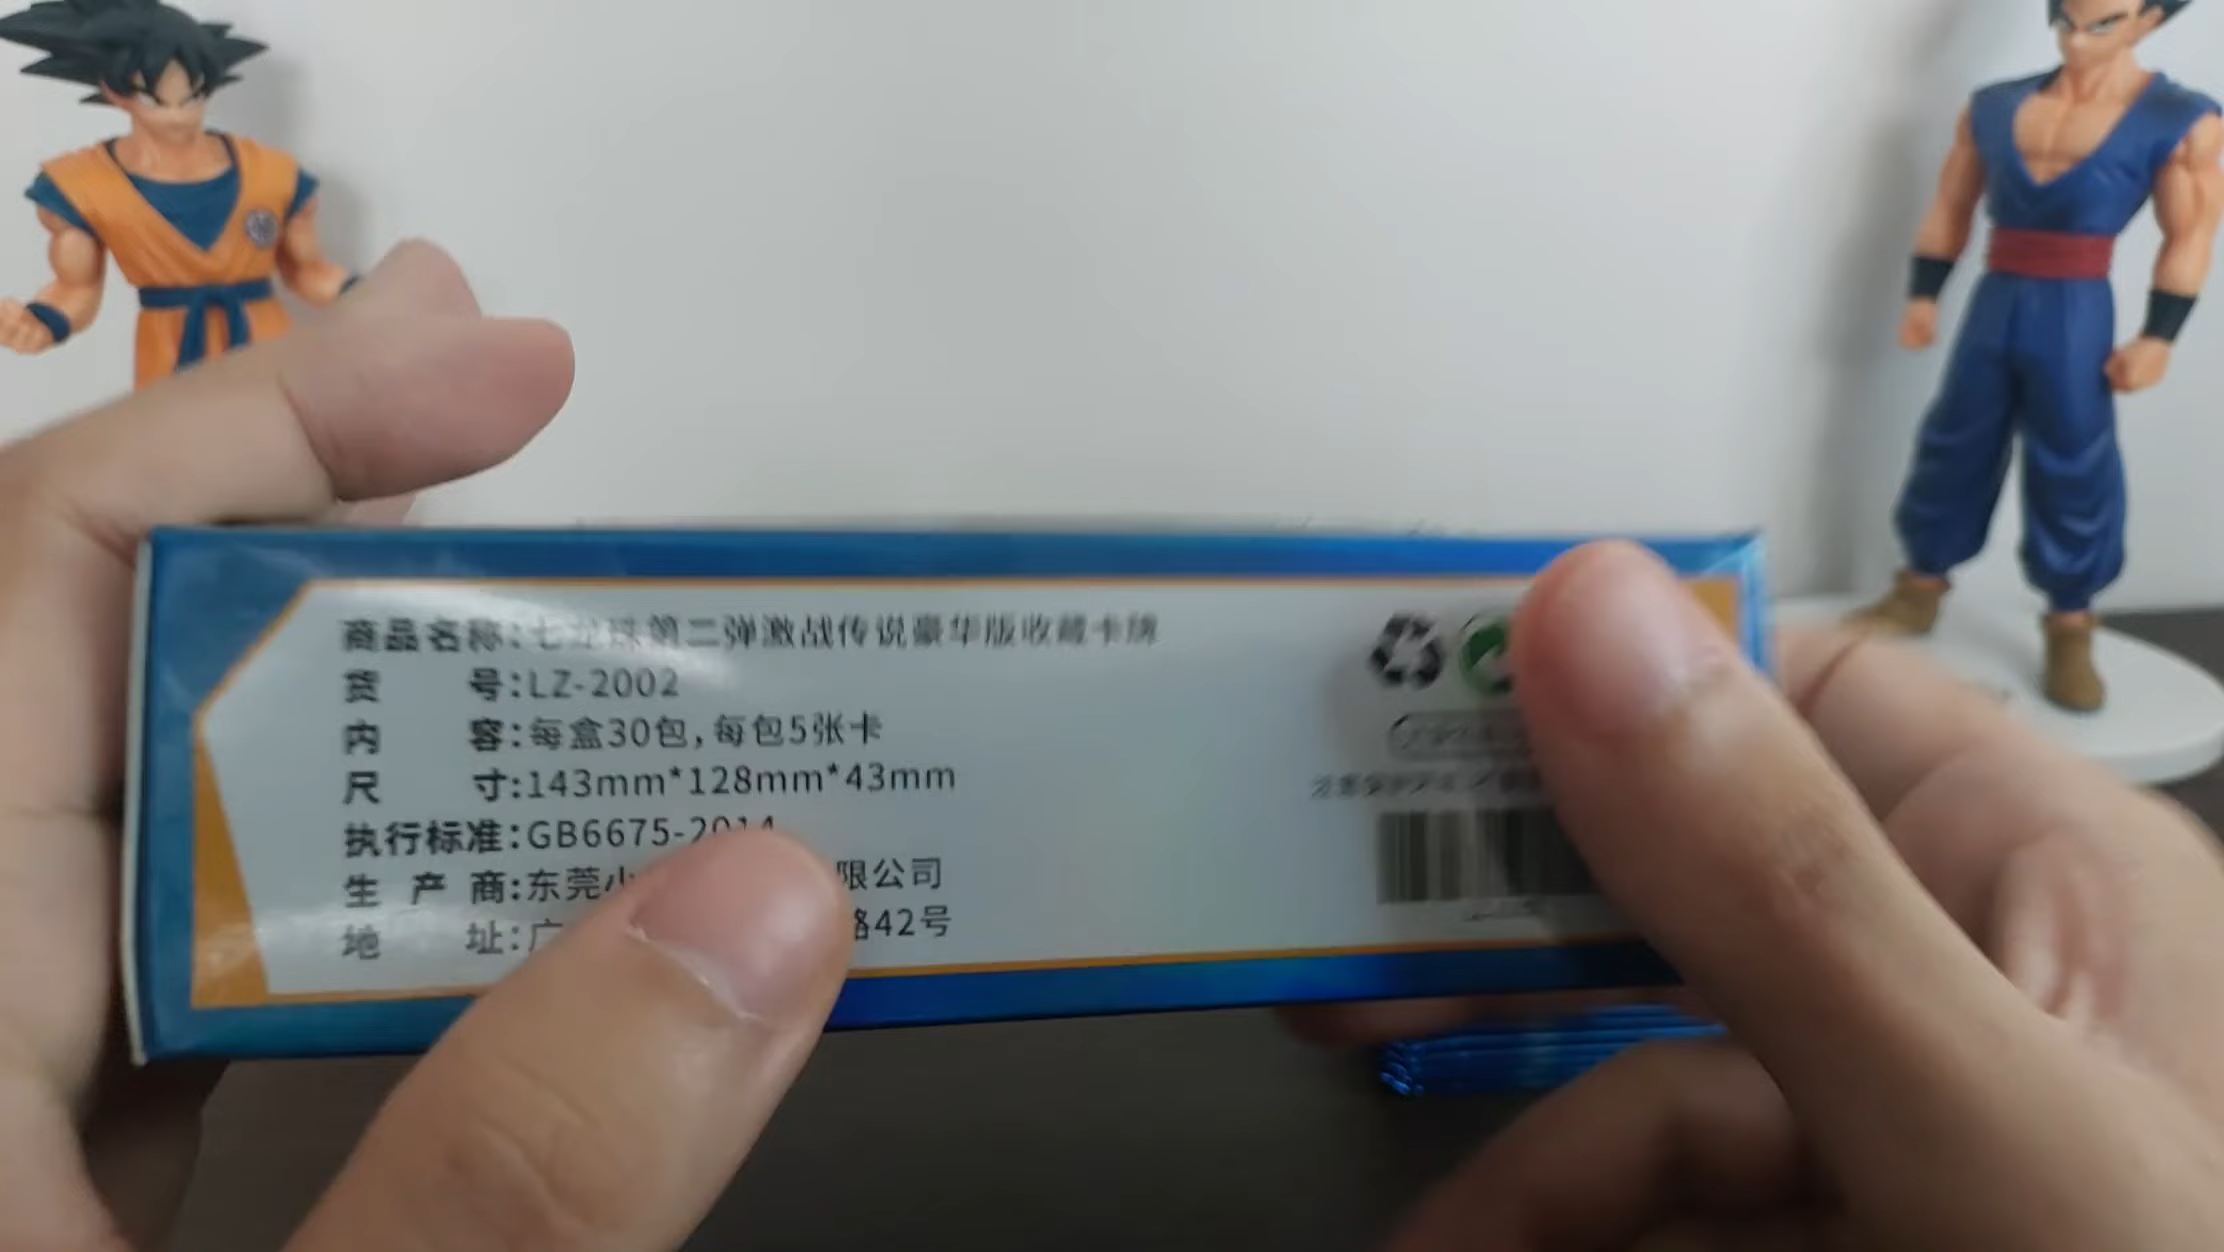 商品名称:七龙珠第二弹激战传说豪华版收藏卡牌
货 号:LZ-2002
内 容:每盒30包,每包5张卡
尺 寸:143mm*128mm*43mm
执行标准:GB6675-2014
生 产 商:东莞小 限公司
地 址:广 路42号